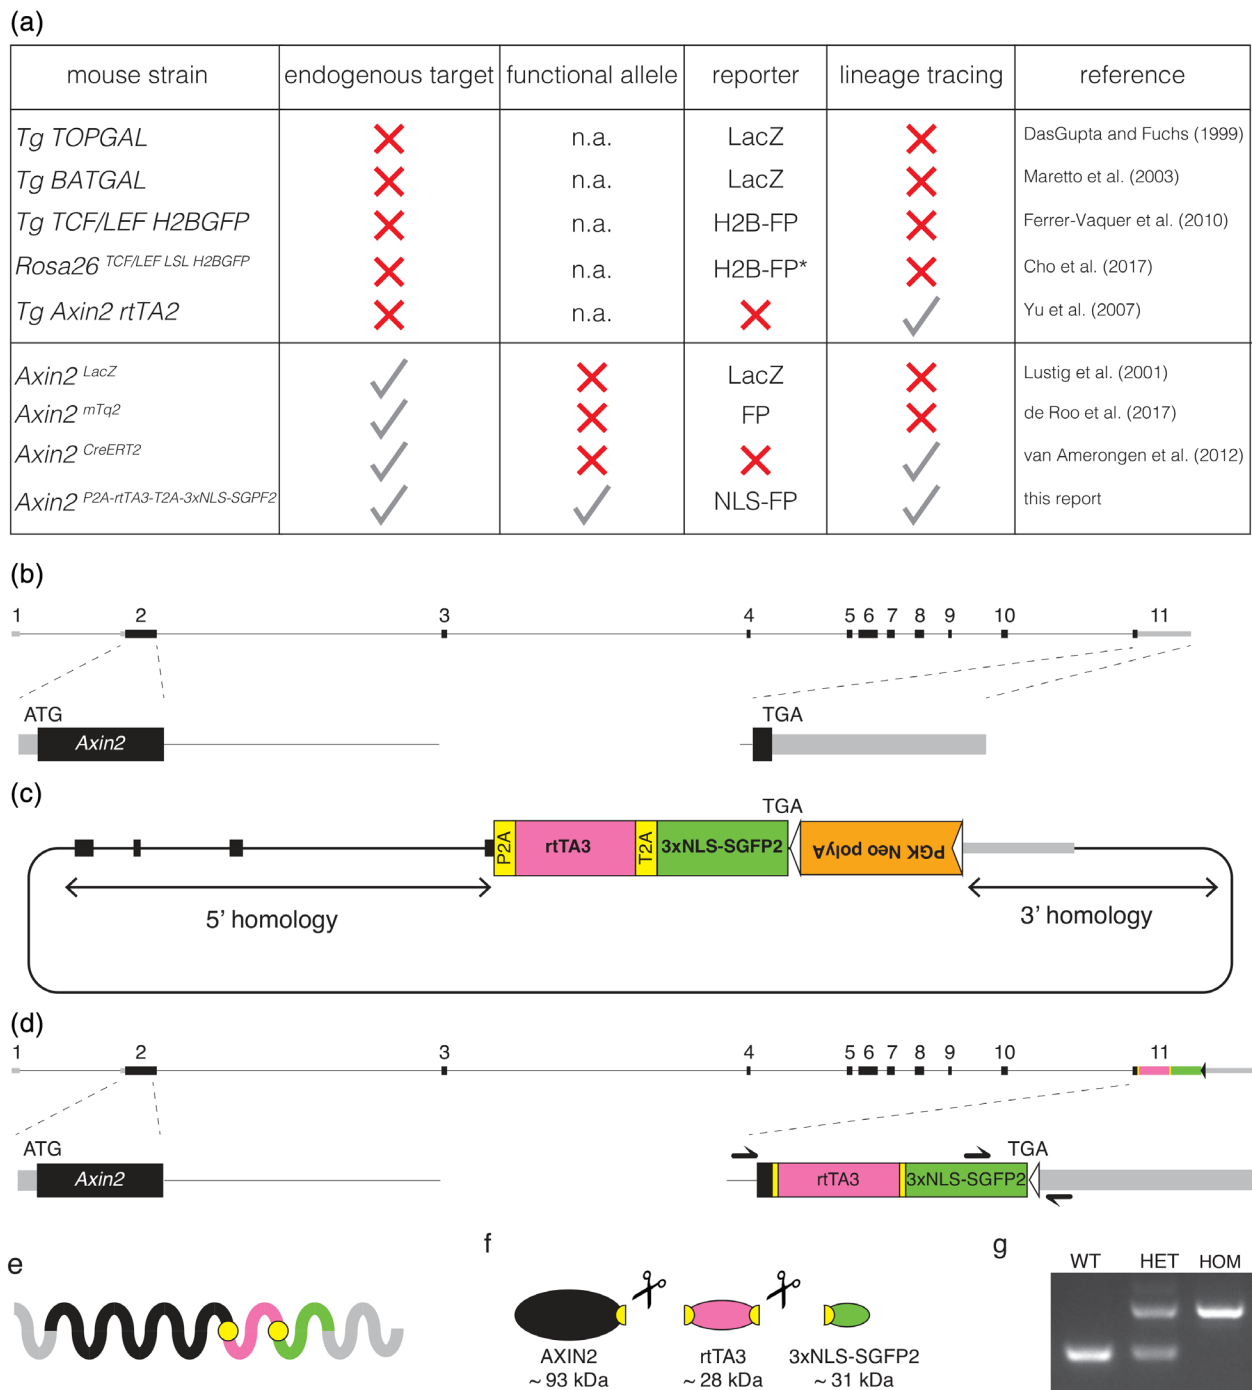 (a)
mouse strain endogenous target functional allele reporter lineage tracing reference
Tg TOPGAL n.a. LacZ DasGupta and Fuchs (1999)
Tg BATGAL n.a. LacZ Maretto et al. (2003)
Tg TCF/LEF H2BGFP n.a. H2B-FP Ferrer-Vaquer et al. (2010)
Rosa26 TCF/LEF LSL H2BGFP n.a. H2B-FP* Cho et al. (2017)
Tg Axin2 rtTA2 n.a. Yu et al. (2007)
Axin2 LacZ LacZ Lustig et al. (2001)
Axin2 mTq2 FP de Roo et al. (2017)
Axin2 CreERT2 van Amerongen et al. (2012)
Axin2 P2A-rtTA3-T2A-3xNLS-SGPF2 NLS-FP this report
(b)
1 2 3 4 5 6 7 8 9 10 11
ATG TGA
Axin2
(c)
TGA
P2A rtTA3 T2A 3xNLS-SGFP2 PGK Neo polyA
5’ homology 3’ homology
(d)
1 2 3 4 5 6 7 8 9 10 11
ATG TGA
Axin2 rtTA3 3xNLS-SGFP2
e f g
WT HET HOM
AXIN2 rtTA3 3xNLS-SGFP2
~ 93 kDa ~ 28 kDa ~ 31 kDa